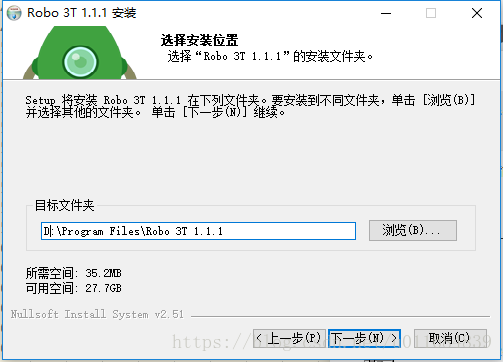 Robo 3T 1.1.1 安装
选择安装位置
选择“Robo 3T 1.1.1”的安装文件夹。
Setup 将安装 Robo 3T 1.1.1 在下列文件夹。要安装到不同文件夹，单击 [浏览(B)]
并选择其他的文件夹。 单击 [下一步(N)] 继续。
目标文件夹
D:\Program Files\Robo 3T 1.1.1
浏览(B)...
所需空间: 35.2MB
可用空间: 27.7GB
Nullsoft Install System v2.51
< 上一步(P)
下一步(N) >
取消(C)